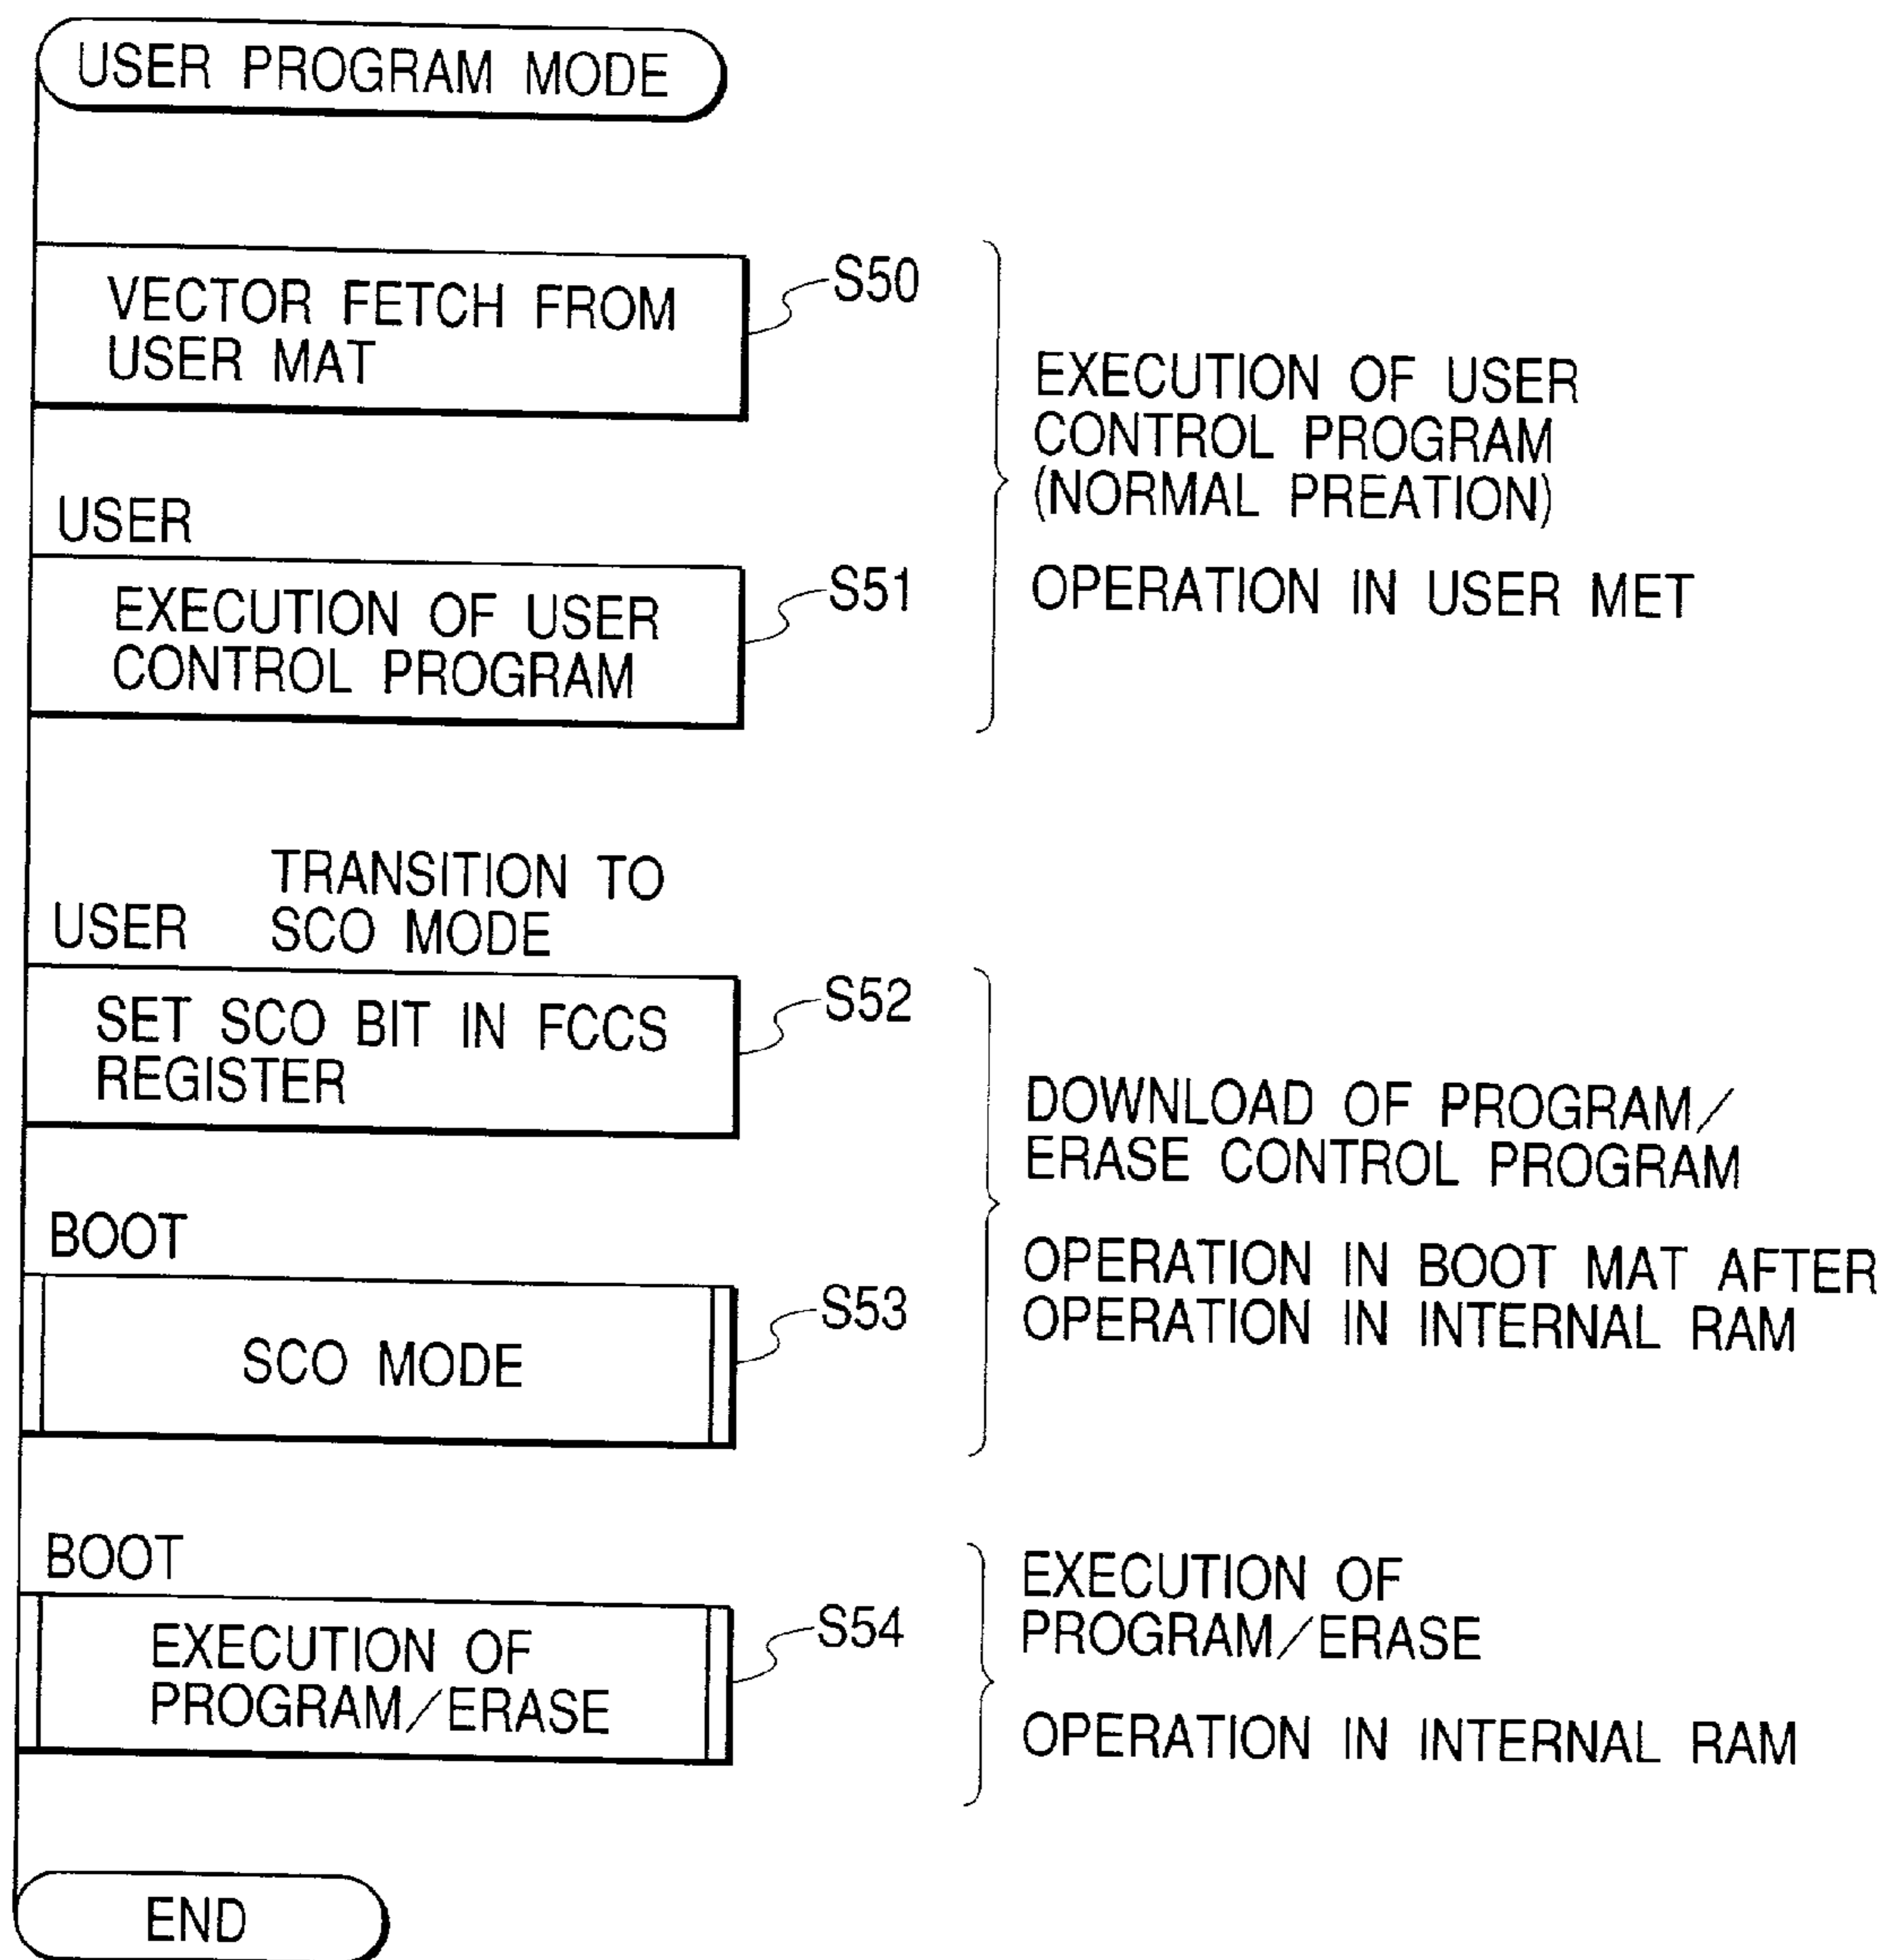 USER PROGRAM MODE
VECTOR FETCH FROM
USER MAT
S50
EXECUTION OF USER
CONTROL PROGRAM
(NORMAL PREATION)
OPERATION IN USER MET
USER
EXECUTION OF USER
CONTROL PROGRAM
S51
TRANSITION TO
USER SCO MODE
SET SCO BIT IN FCCS
REGISTER
S52
DOWNLOAD OF PROGRAM/
ERASE CONTROL PROGRAM
OPERATION IN BOOT MAT AFTER
OPERATION IN INTERNAL RAM
BOOT
SCO MODE
S53
BOOT
EXECUTION OF
PROGRAM/ERASE
S54
EXECUTION OF
PROGRAM/ERASE
OPERATION IN INTERNAL RAM
END